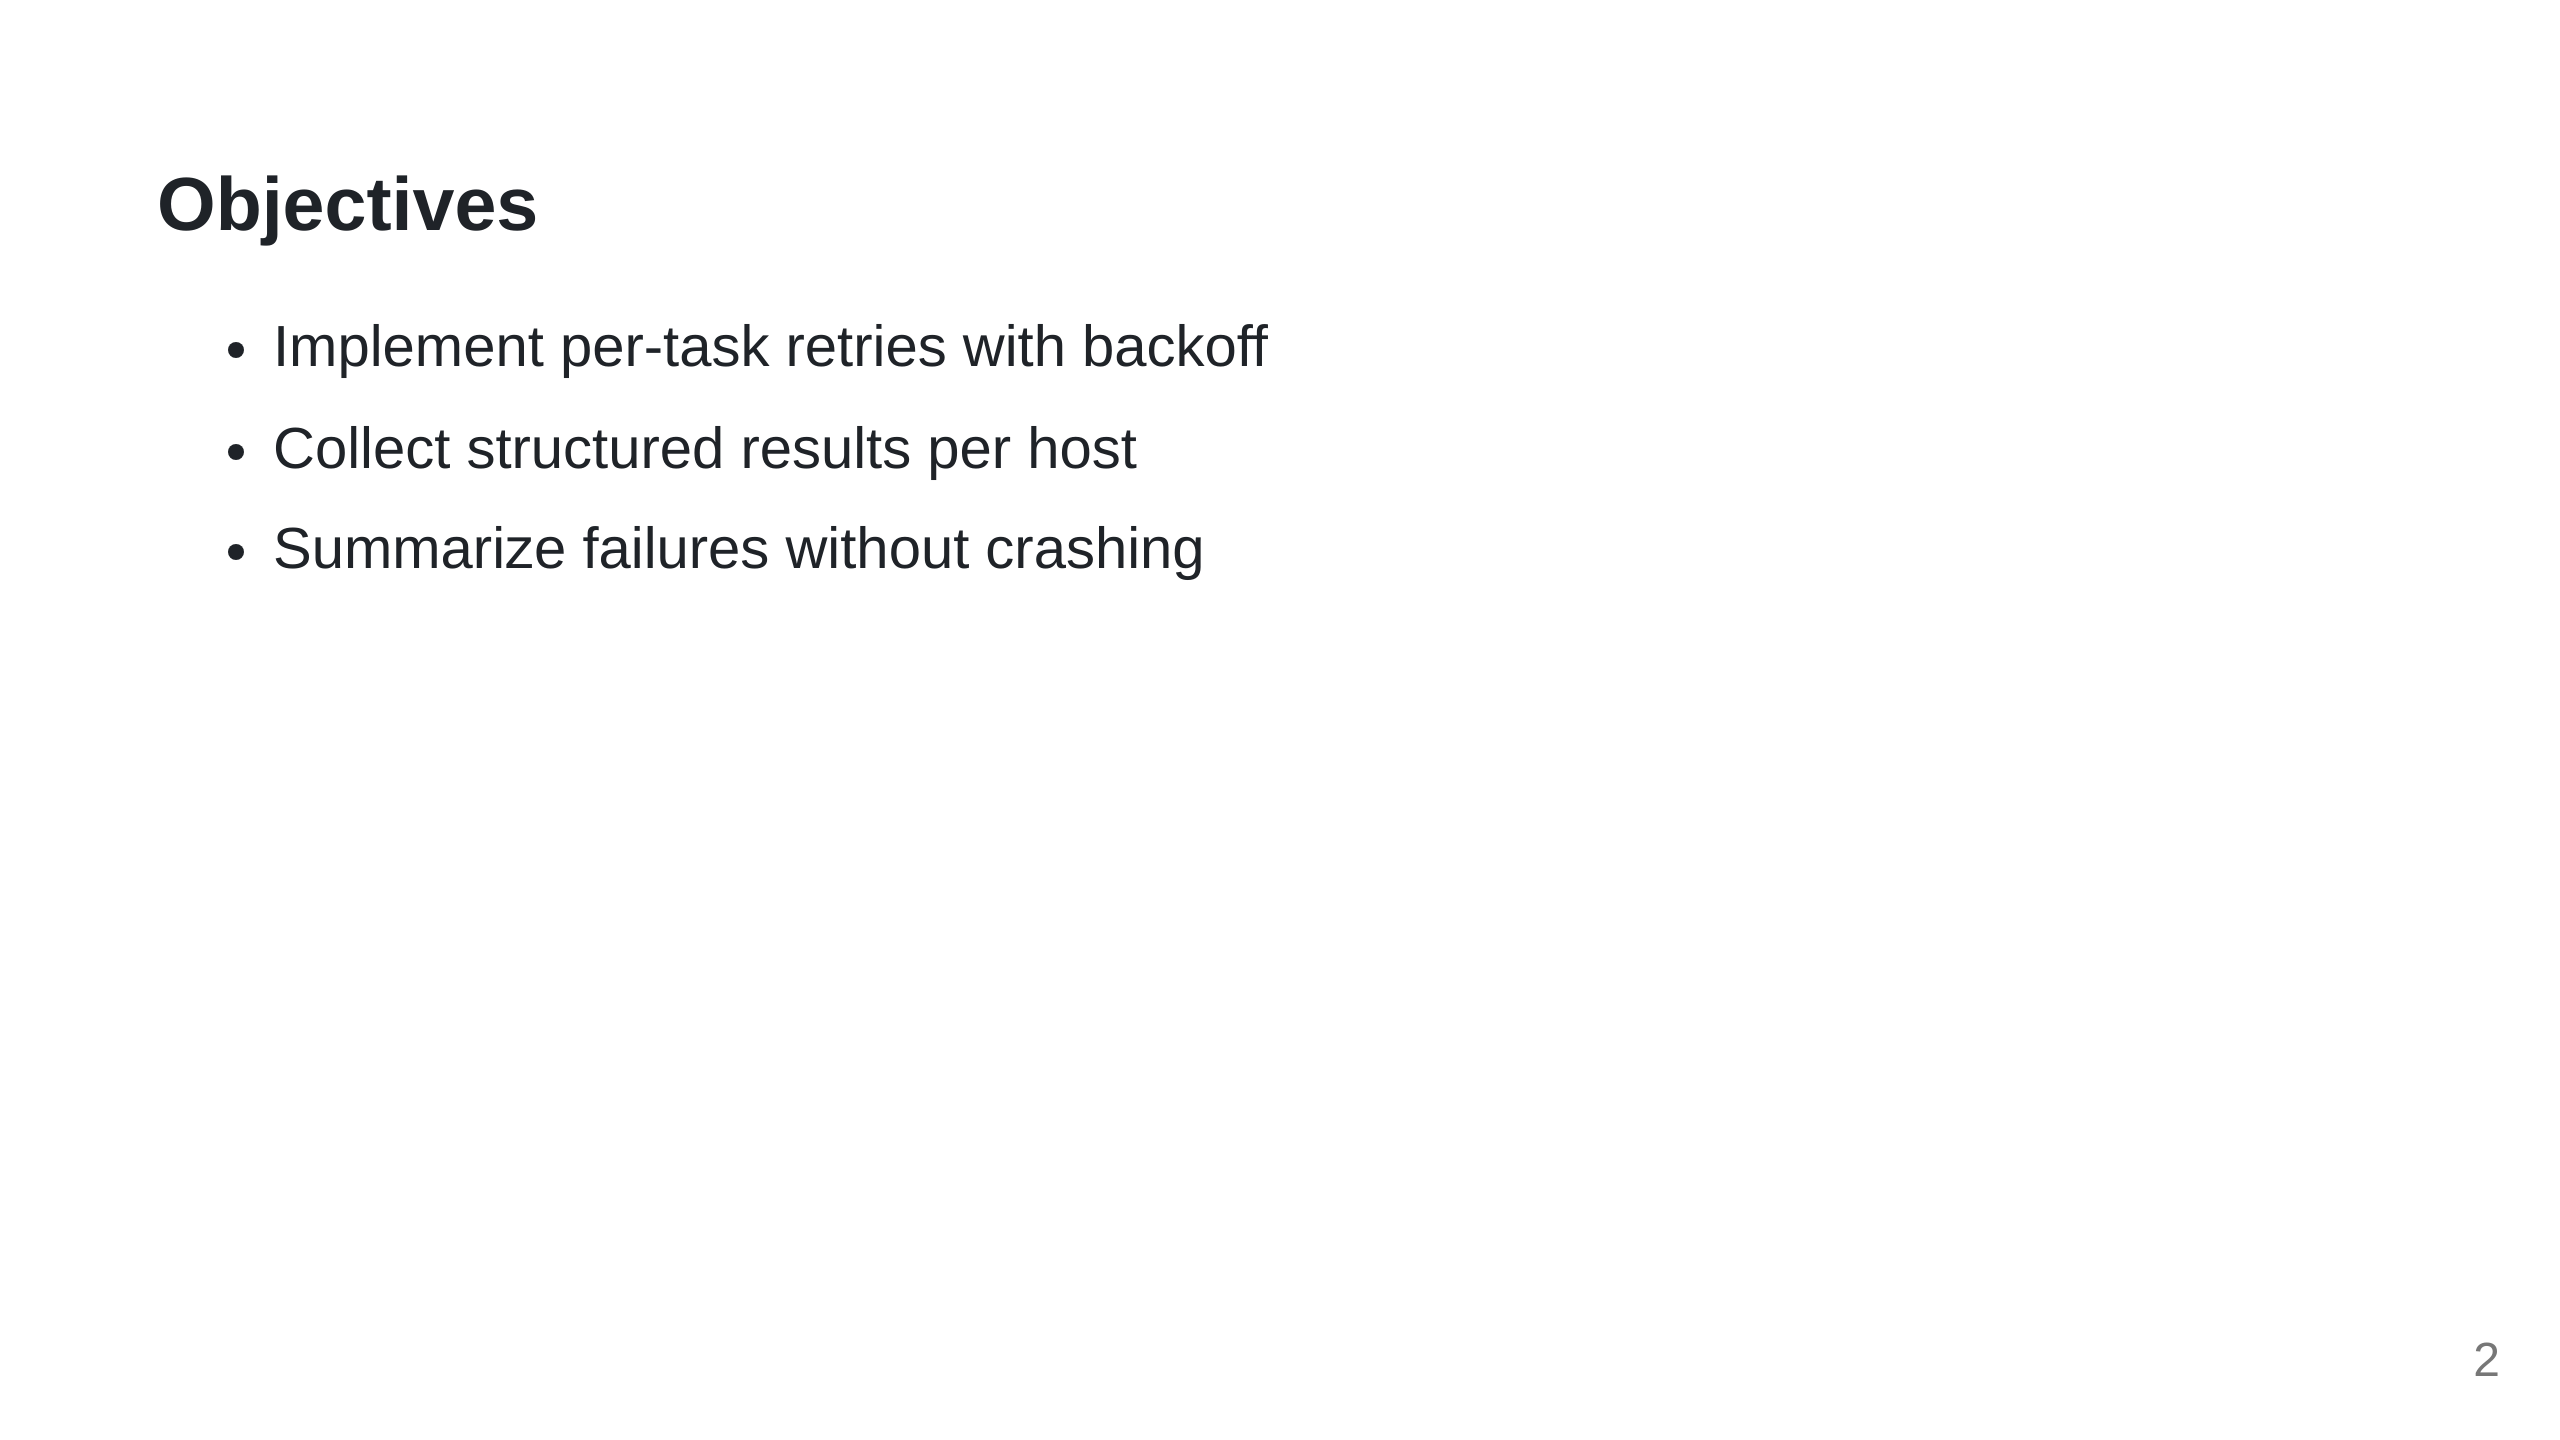 Objectives
• Implement per-task retries with backoff
• Collect structured results per host
• Summarize failures without crashing
2